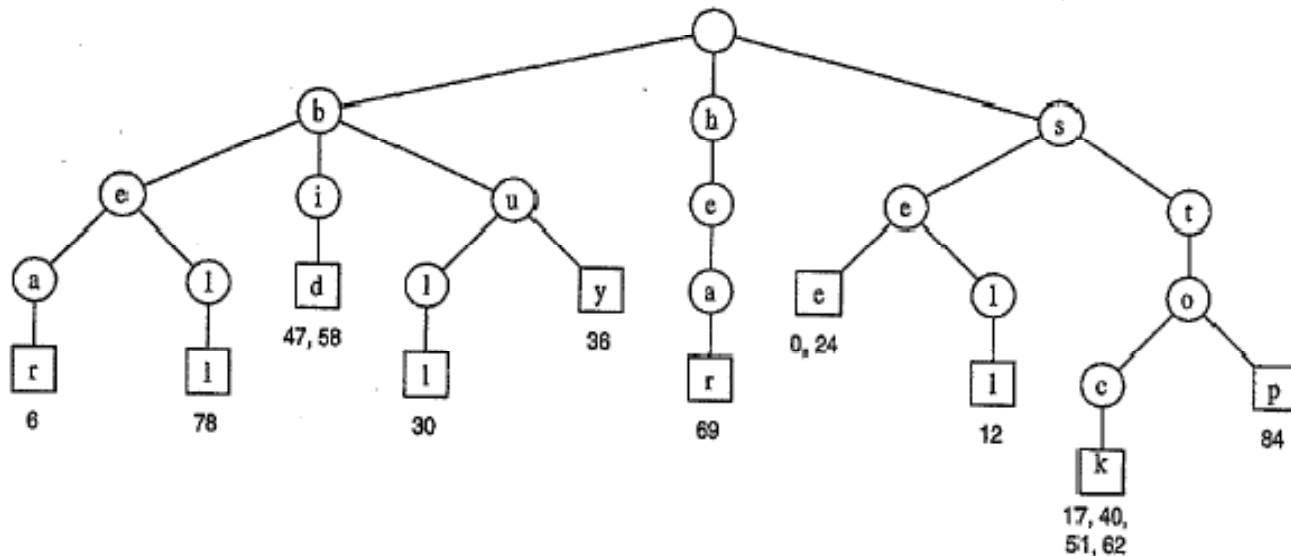 b h s
e i u e t
a l d l y a e l o
r l l r l c p
6 78 47, 58 30 36 69 0, 24 12 k 84
17, 40,
51, 62